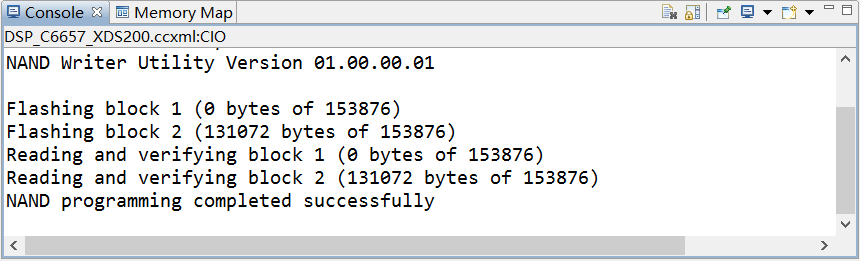 Console Memory Map
DSP_C6657_XDS200.ccxml:CIO
NAND Writer Utility Version 01.00.00.01
Flashing block 1 (0 bytes of 153876)
Flashing block 2 (131072 bytes of 153876)
Reading and verifying block 1 (0 bytes of 153876)
Reading and verifying block 2 (131072 bytes of 153876)
NAND programming completed successfully